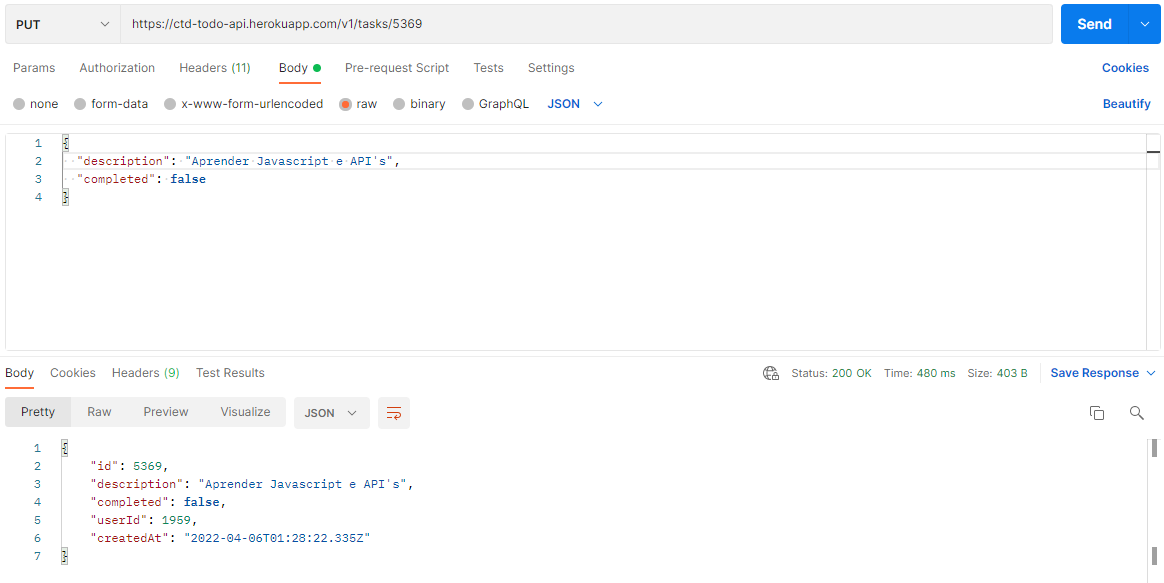 PUT https://ctd-todo-api.herokuapp.com/v1/tasks/5369 Send
Params Authorization Headers (11) Body Pre-request Script Tests Settings Cookies
none form-data x-www-form-urlencoded raw binary GraphQL JSON Beautify
1 {
2 "description": "Aprender Javascript e API's",
3 "completed": false
4 }
Body Cookies Headers (9) Test Results Status: 200 OK Time: 480 ms Size: 403 B Save Response
Pretty Raw Preview Visualize JSON
1 {
2 "id": 5369,
3 "description": "Aprender Javascript e API's",
4 "completed": false,
5 "userId": 1959,
6 "createdAt": "2022-04-06T01:28:22.335Z"
7 }